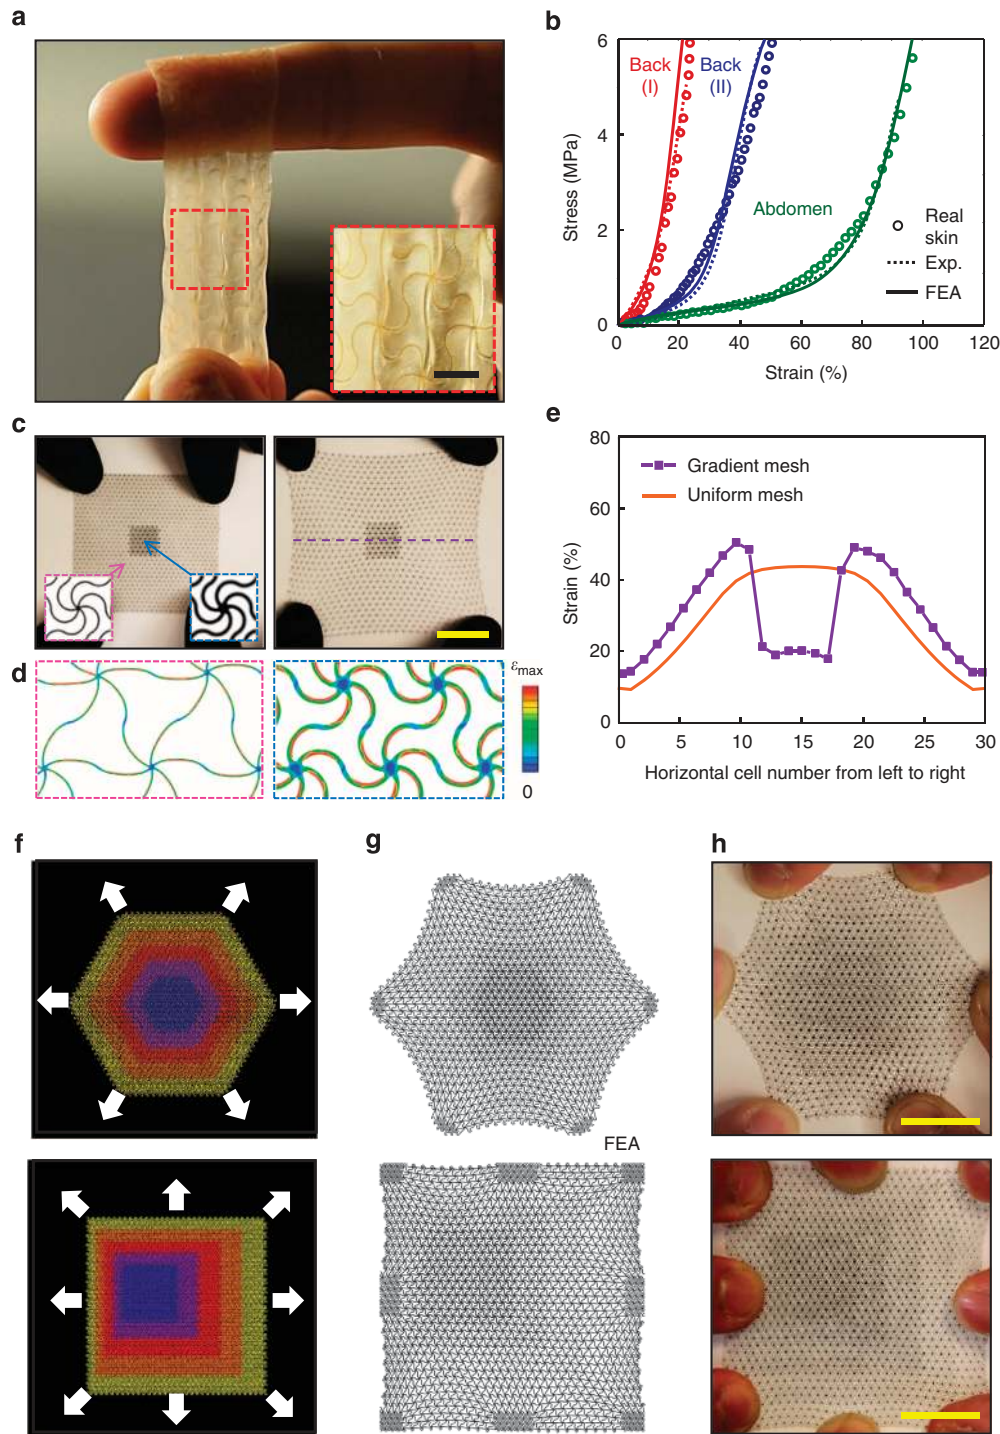 a
b
6
4
2
0
Stress (MPa)
Back
(I)
Back
(II)
Abdomen
Real
skin
Exp.
FEA
0
20
40
60
80
100
120
Strain (%)
c
d
εmax
0
e
80
60
40
20
0
Strain (%)
Gradient mesh
Uniform mesh
0
5
10
15
20
25
30
Horizontal cell number from left to right
f
g
h
FEA